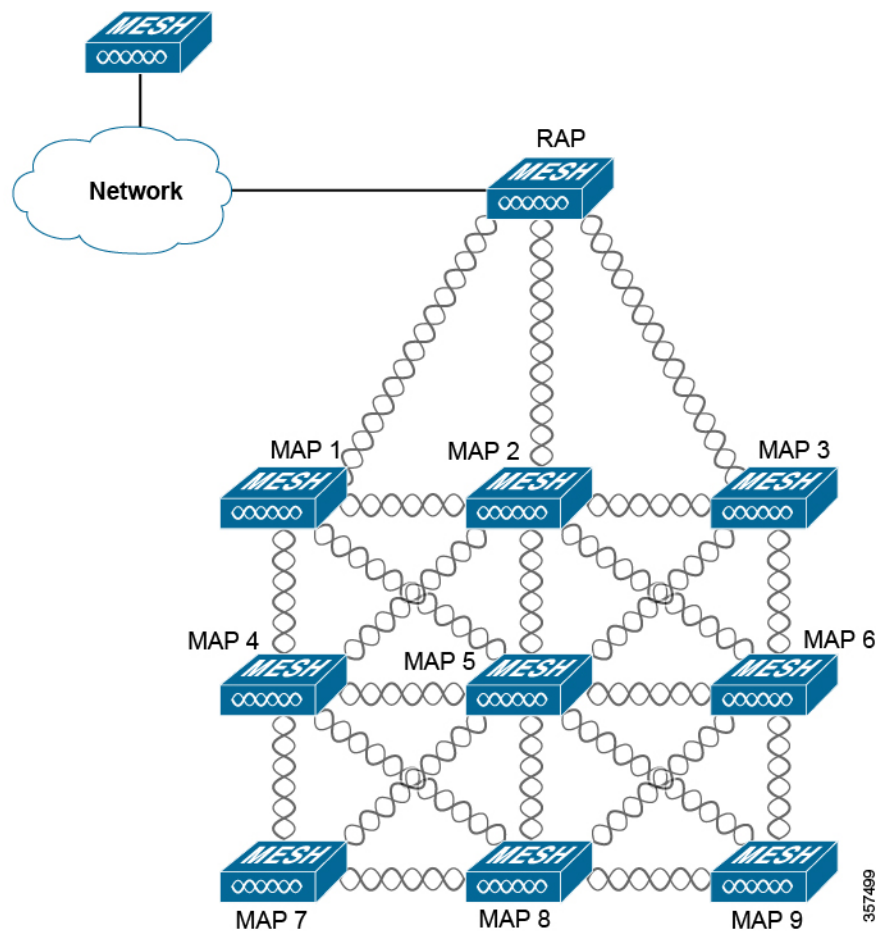 MESH
RAP
MESH
Network
MAP 1
MAP 2
MAP 3
MESH
MESH
MESH
MAP 4
MAP 5
MAP 6
MESH
MESH
MESH
MESH
MESH
MESH
MAP 7
MAP 8
MAP 9
357499